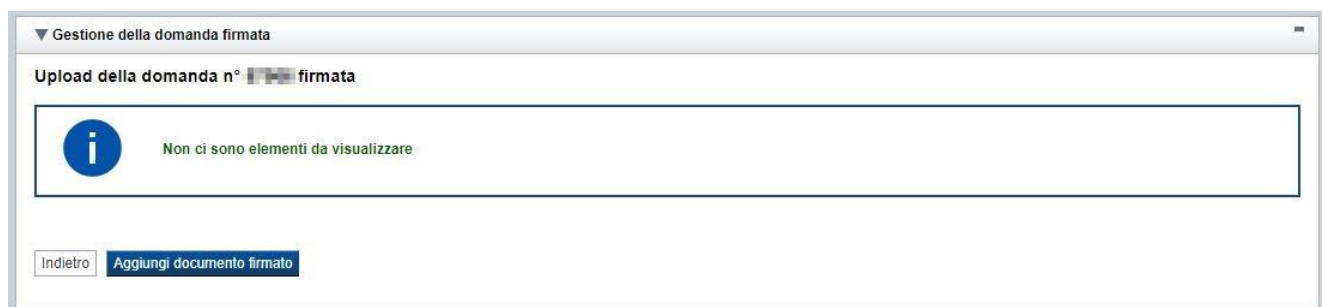 Gestione della domanda firmata
Upload della domanda n° firmata
Non ci sono elementi da visualizzare
Indietro Aggiungi documento firmato